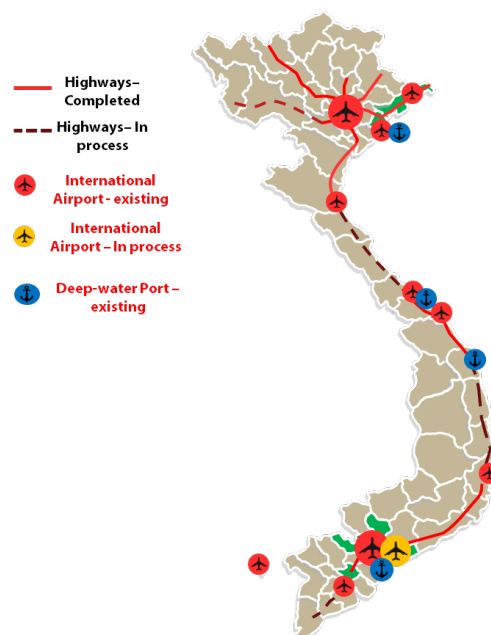 Highways–
Completed
Highways– In
process
International
Airport - existing
International
Airport – In process
Deep-water Port –
existing